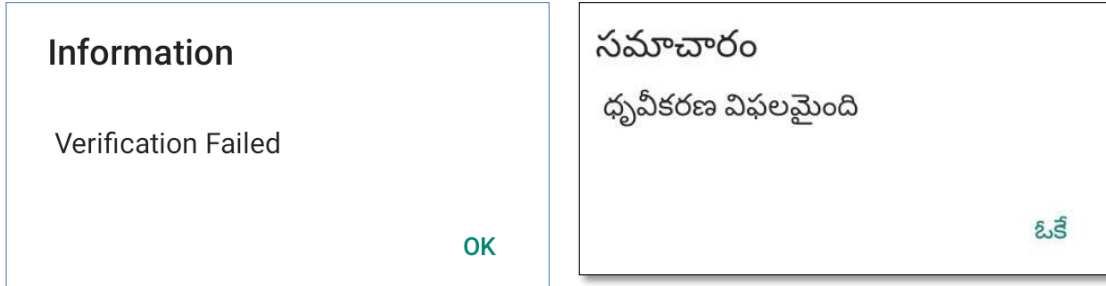 Information
Verification Failed
OK
సమాచారం
ధృవీకరణ విఫలమైంది
ఓకే